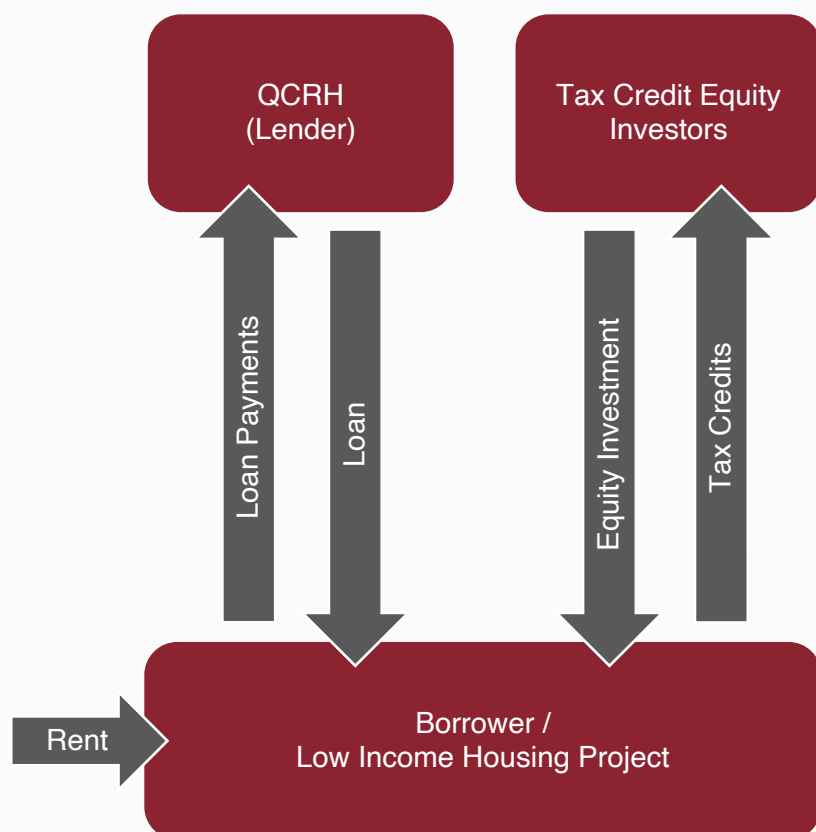 QCRH
(Lender)
Tax Credit Equity
Investors
Loan Payments
Loan
Equity Investment
Tax Credits
Rent
Borrower /
Low Income Housing Project